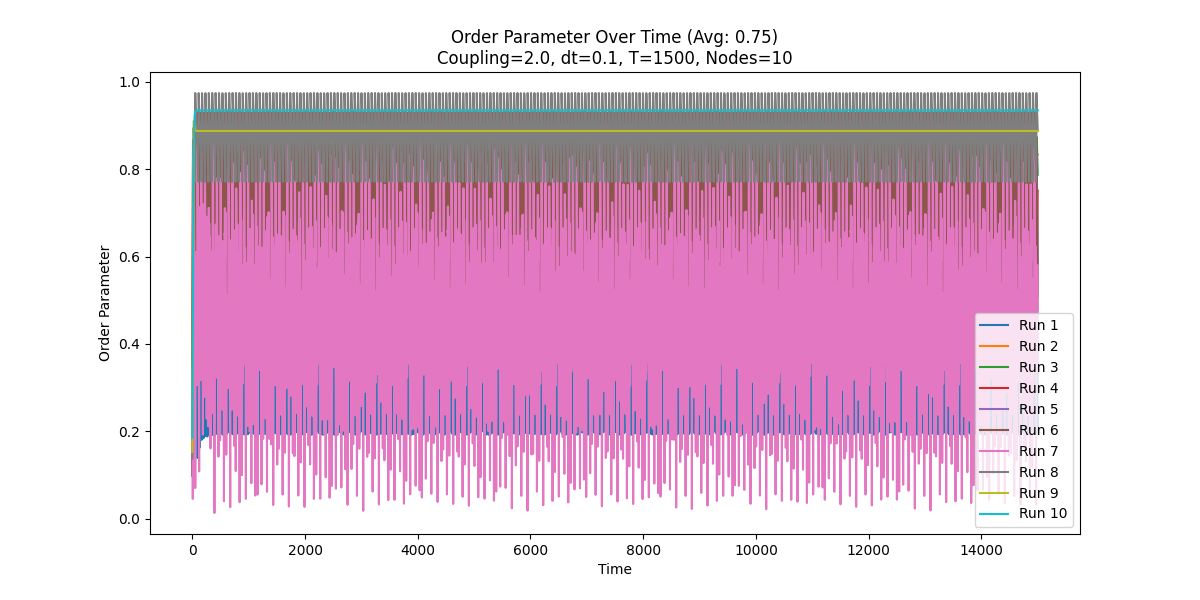 Order Parameter Over Time (Avg: 0.75)
Coupling=2.0, dt=0.1, T=1500, Nodes=10
Order Parameter
1.0
0.8
0.6
0.4
0.2
0.0
0
2000
4000
6000
8000
10000
12000
14000
Time
Run 1
Run 2
Run 3
Run 4
Run 5
Run 6
Run 7
Run 8
Run 9
Run 10